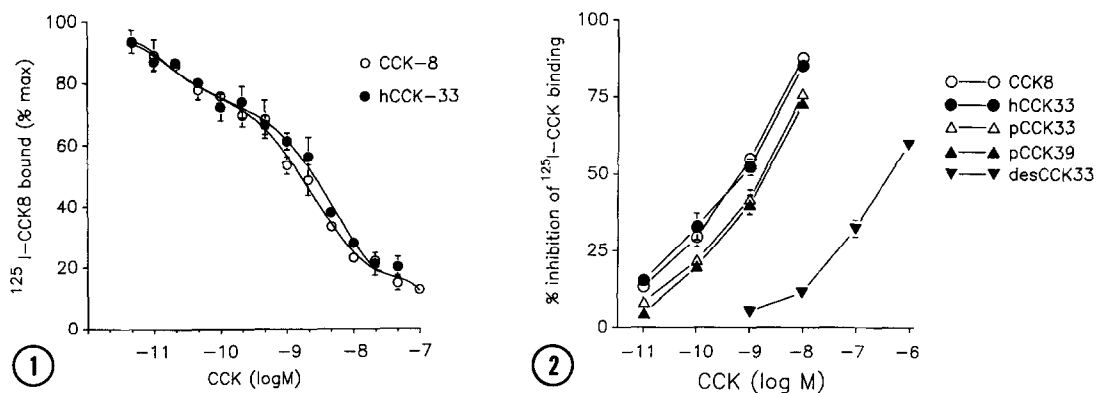 100
80
60
40
20
0
¹²⁵I-CCK8 bound (% max)
CCK-8
hCCK-33
-11
-10
-9
-8
-7
CCK (logM)
1
100
75
50
25
0
% inhibition of ¹²⁵I-CCK binding
CCK8
hCCK33
pCCK33
pCCK39
desCCK33
-11
-10
-9
-8
-7
-6
CCK (log M)
2